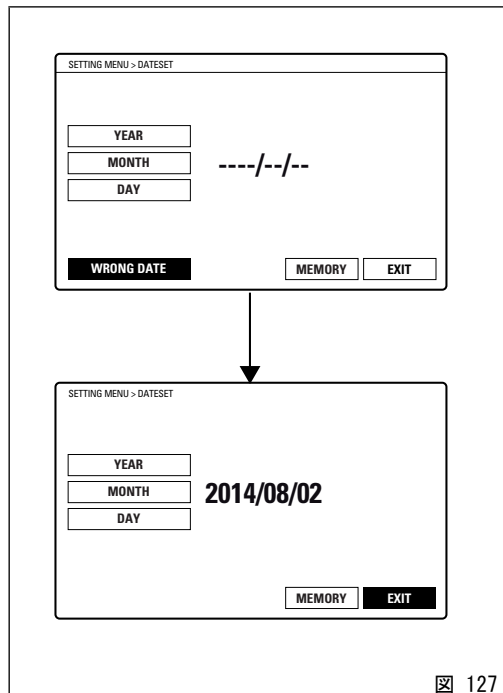 SETTING MENU > DATESET
YEAR
MONTH ----/--/--
DAY
WRONG DATE MEMORY EXIT
SETTING MENU > DATESET
YEAR
MONTH 2014/08/02
DAY
MEMORY EXIT
図 127